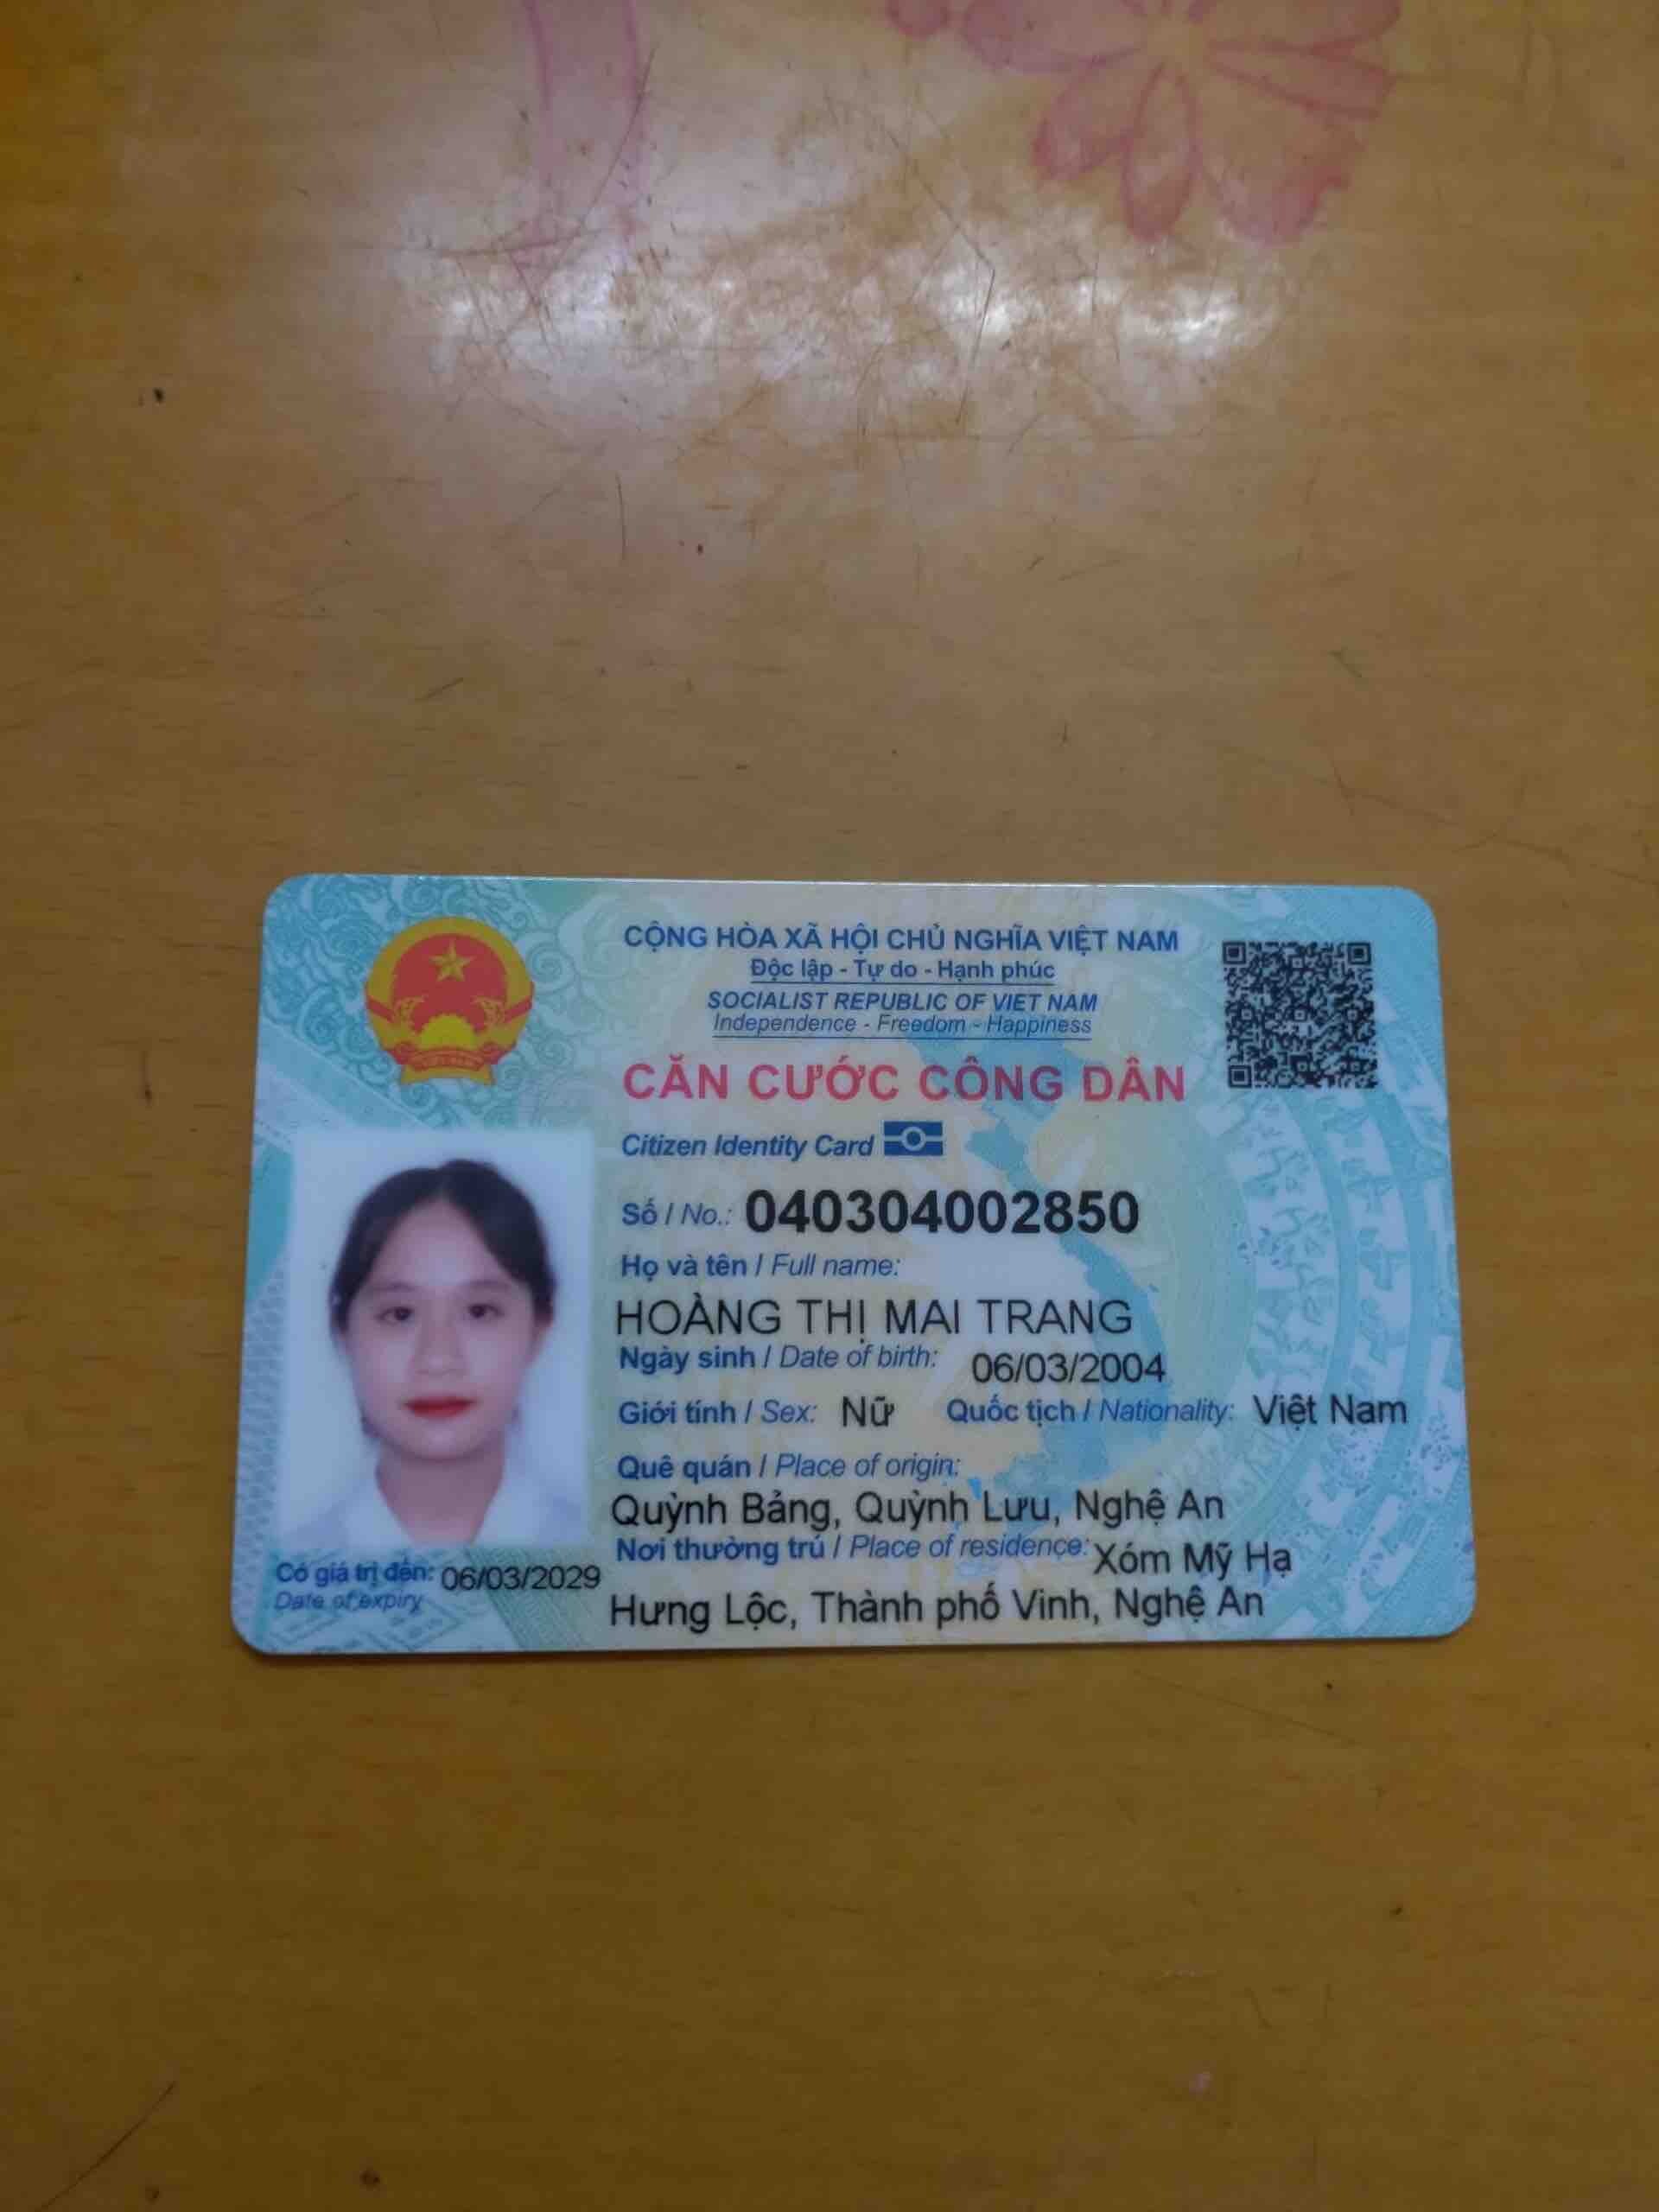 CỘNG HÒA XÃ HỘI CHỦ NGHĨA VIỆT NAM
Độc lập - Tự do - Hạnh phúc
SOCIALIST REPUBLIC OF VIET NAM
Independence - Freedom - Happiness
CĂN CƯỚC CÔNG DÂN
Citizen Identity Card
Số / No.: 040304002850
Họ và tên / Full name:
HOÀNG THỊ MAI TRANG
Ngày sinh / Date of birth: 06/03/2004
Giới tính / Sex: Nữ Quốc tịch / Nationality: Việt Nam
Quê quán / Place of origin:
Quỳnh Bảng, Quỳnh Lưu, Nghệ An
Nơi thường trú / Place of residence: Xóm Mỹ Hạ
Hưng Lộc, Thành phố Vinh, Nghệ An
Có giá trị đến: 06/03/2029
Date of expiry